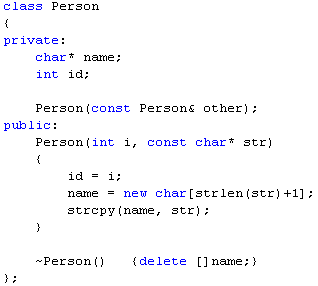 class Person
{
private:
    char* name;
    int id;

    Person(const Person& other);
public:
    Person(int i, const char* str)
    {
        id = i;
        name = new char[strlen(str)+1];
        strcpy(name, str);
    }

    ~Person()   {delete []name;}
};